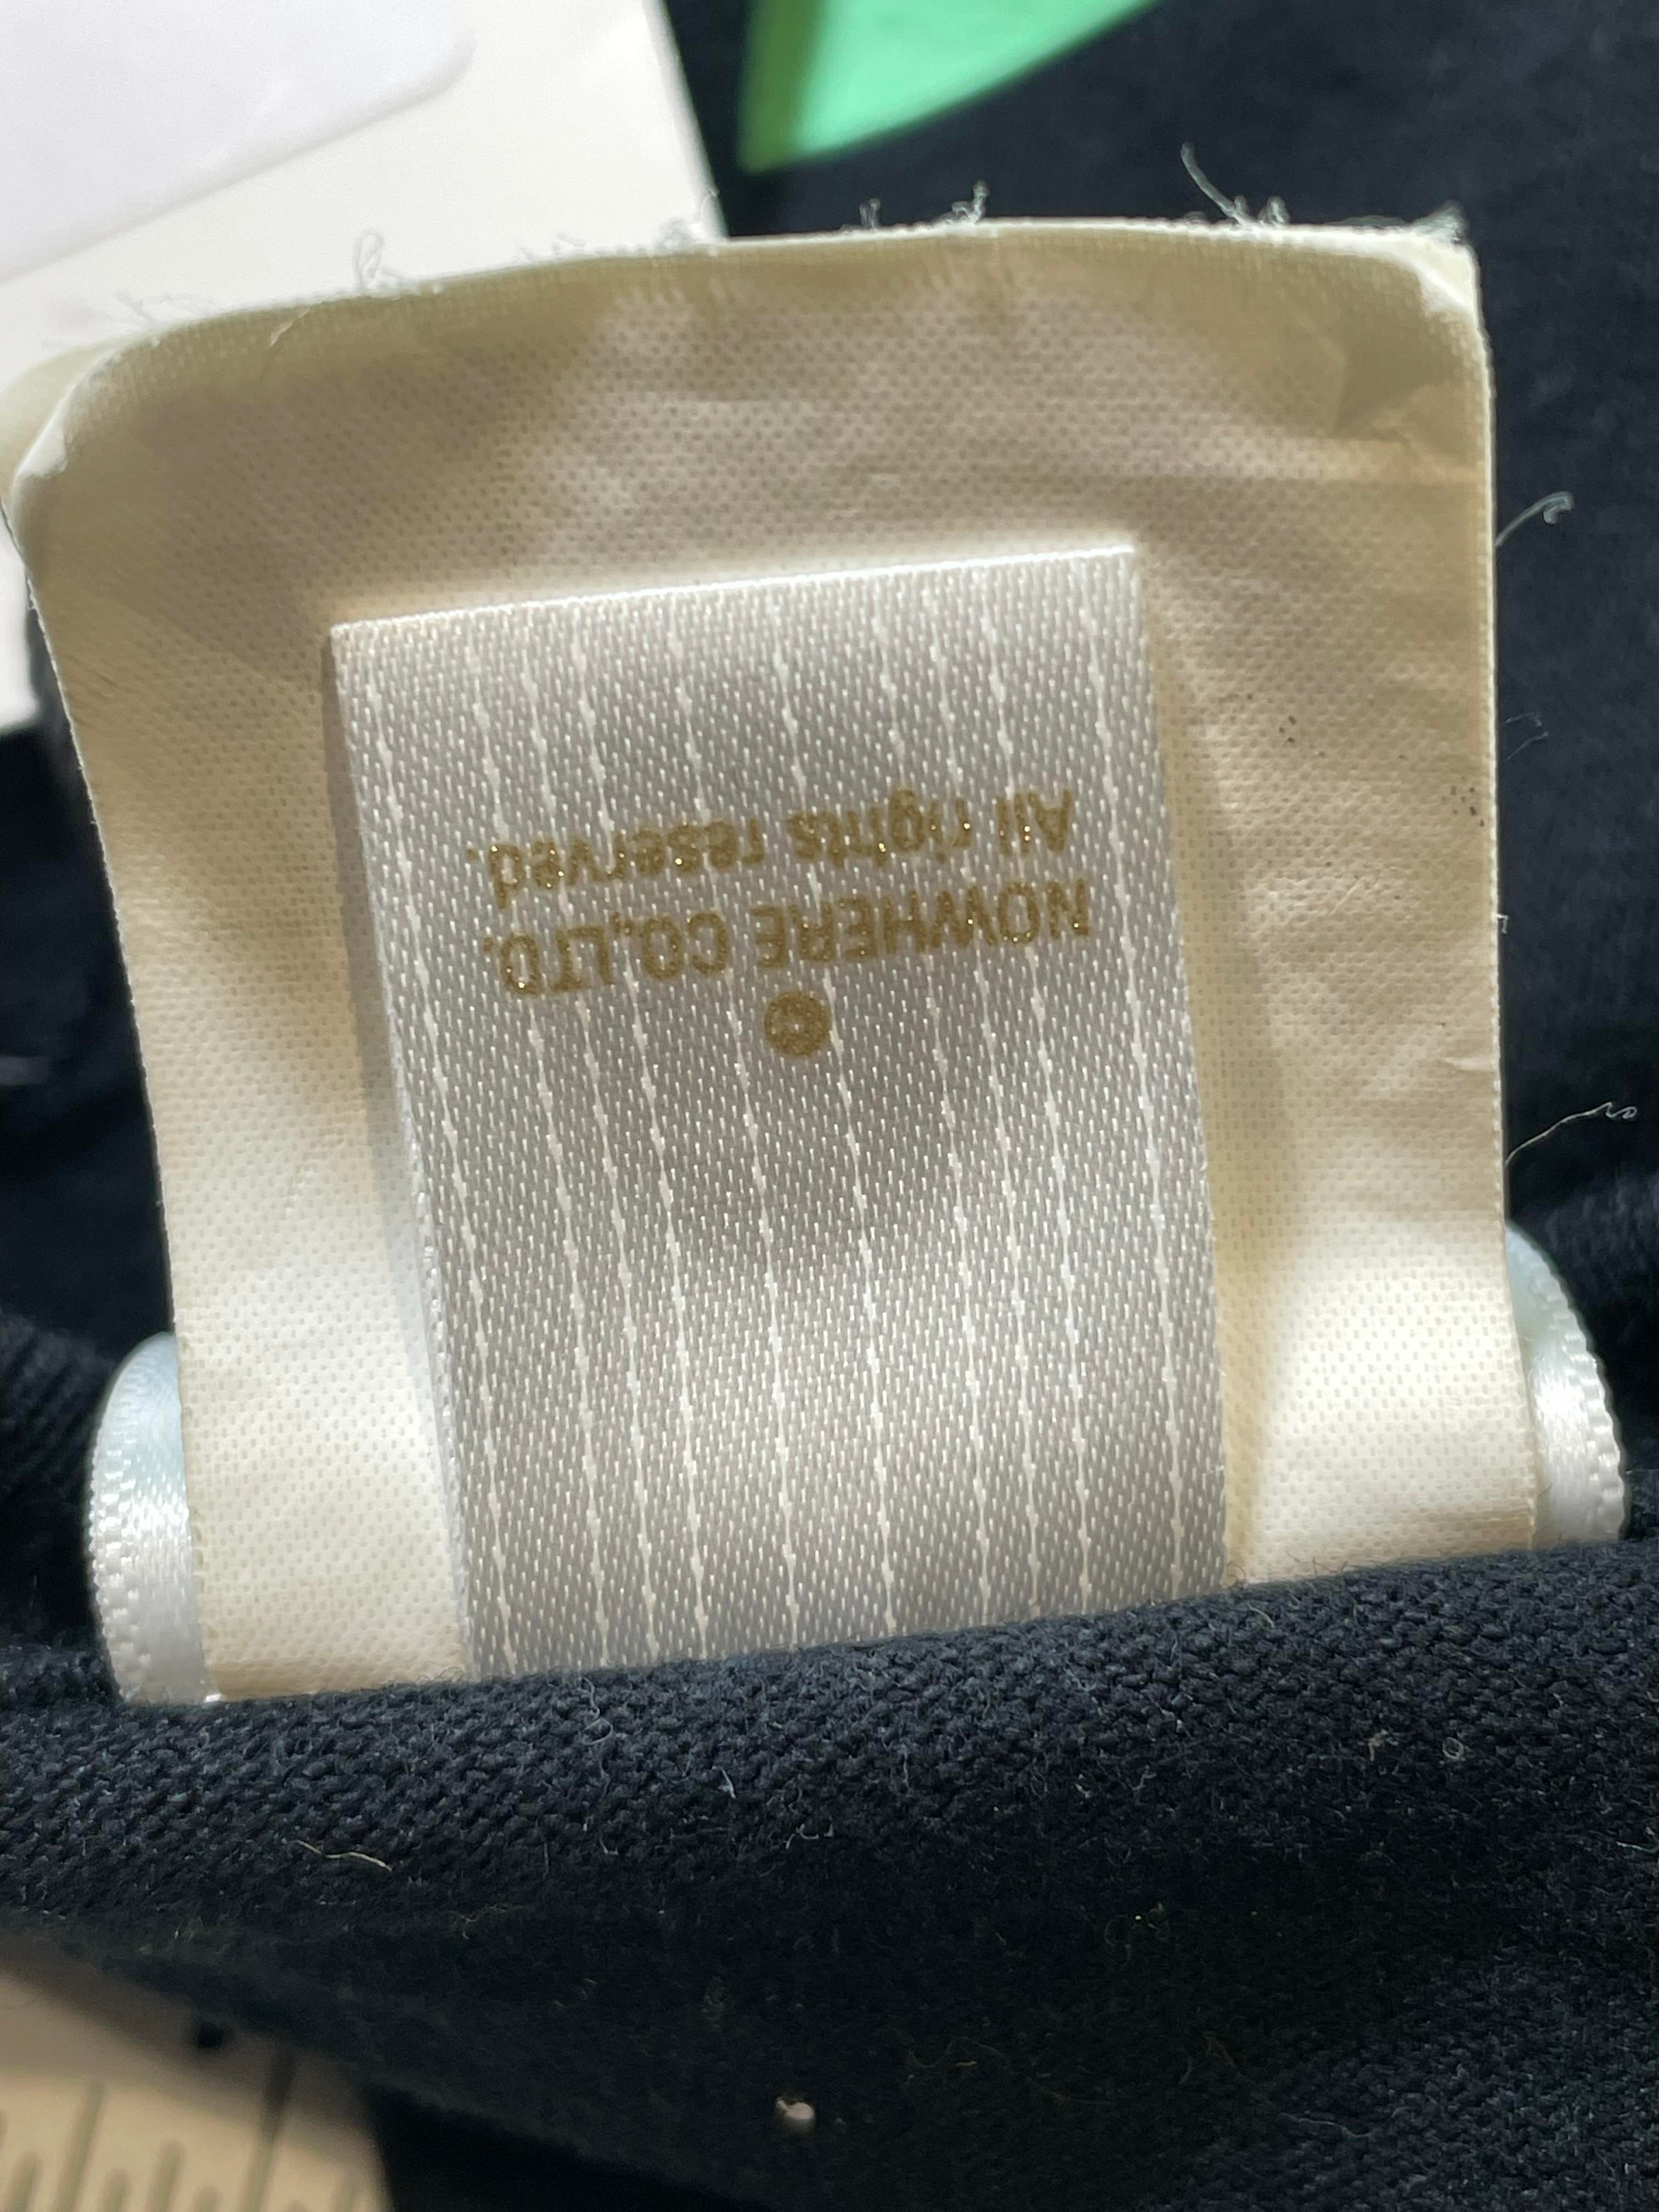 ©
NOWHERE CO.,LTD.
All rights reserved.